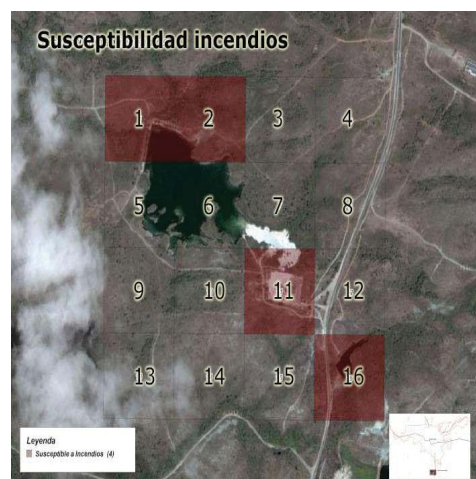 Susceptibilidad incendios
1 2 3 4
5 6 7 8
9 10 11 12
13 14 15 16
Leyenda
Susceptible a Incendios (4)